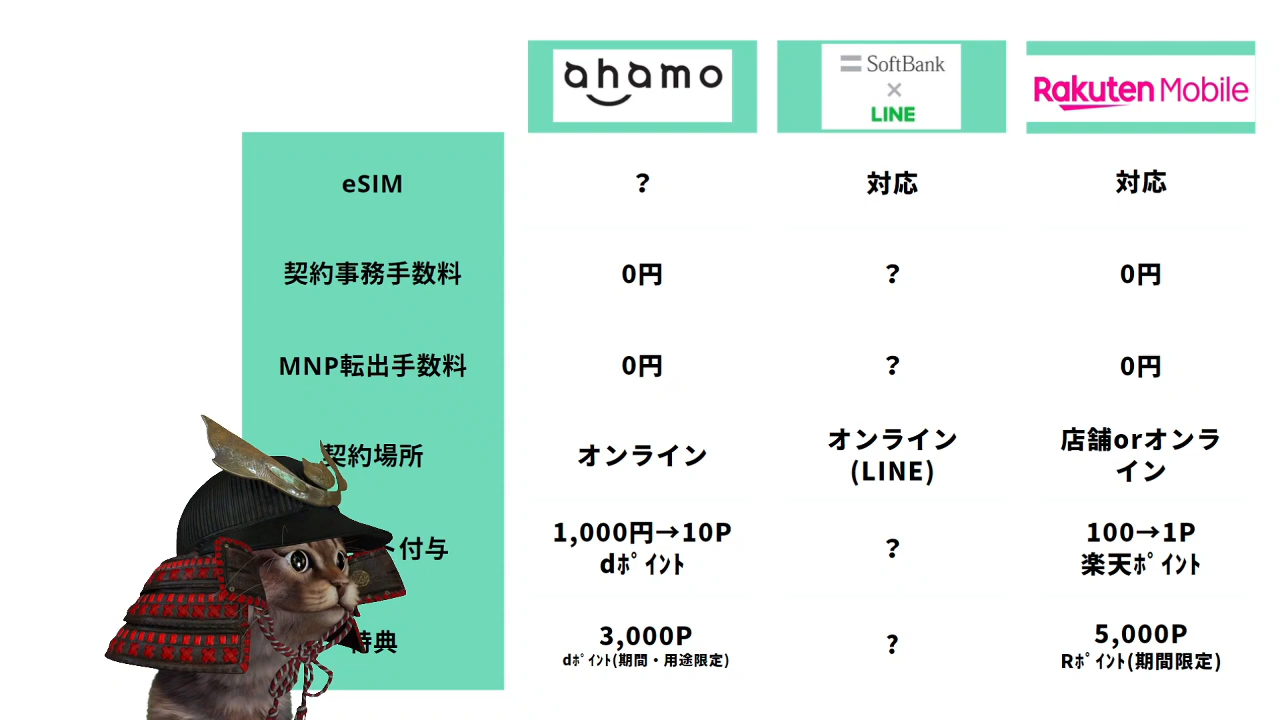 ahamo
SoftBank
×
LINE
Rakuten Mobile
eSIM
?
対応
対応
契約事務手数料
0円
?
0円
MNP転出手数料
0円
?
0円
契約場所
オンライン
オンライン
(LINE)
店舗orオンラ
イン
付与
1,000円→10P
dポイント
?
100→1P
楽天ポイント
特典
3,000P
dポイント(期間・用途限定)
?
5,000P
Rポイント(期間限定)